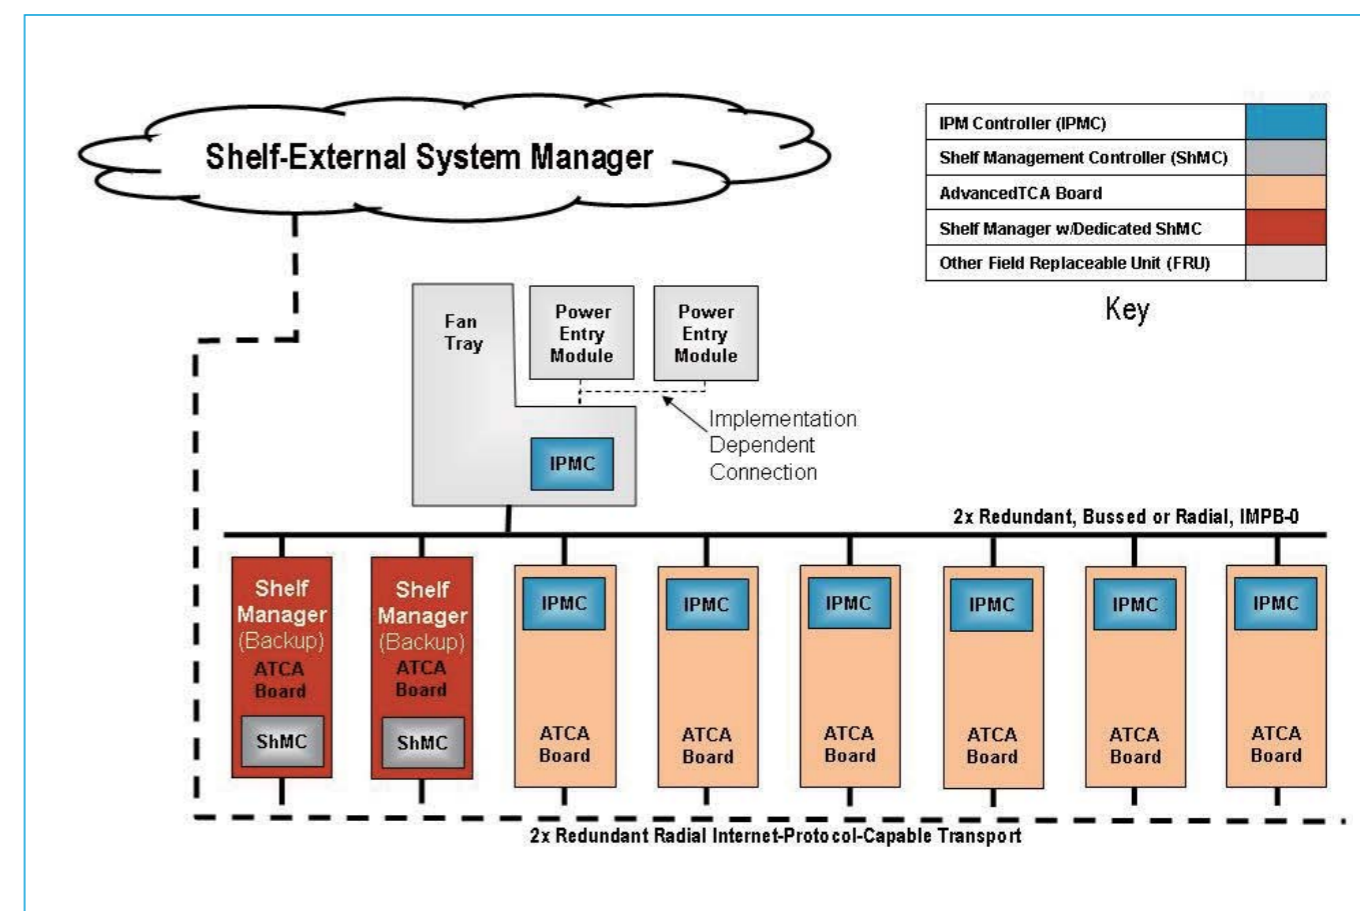 Shelf-External System Manager
IPM Controller (IPMC)
Shelf Management Controller (ShMC)
AdvancedTCA Board
Shelf Manager w/Dedicated ShMC
Other Field Replaceable Unit (FRU)
Key
Fan
Tray
Power
Entry
Module
Power
Entry
Module
Implementation
Dependent
Connection
IPMC
2x Redundant, Bussed or Radial, IMPB-0
Shelf
Manager
(Backup)
ATCA
Board
ShMC
Shelf
Manager
(Backup)
ATCA
Board
ShMC
IPMC
ATCA
Board
IPMC
ATCA
Board
IPMC
ATCA
Board
IPMC
ATCA
Board
IPMC
ATCA
Board
IPMC
ATCA
Board
2x Redundant Radial Internet-Protocol-Capable Transport